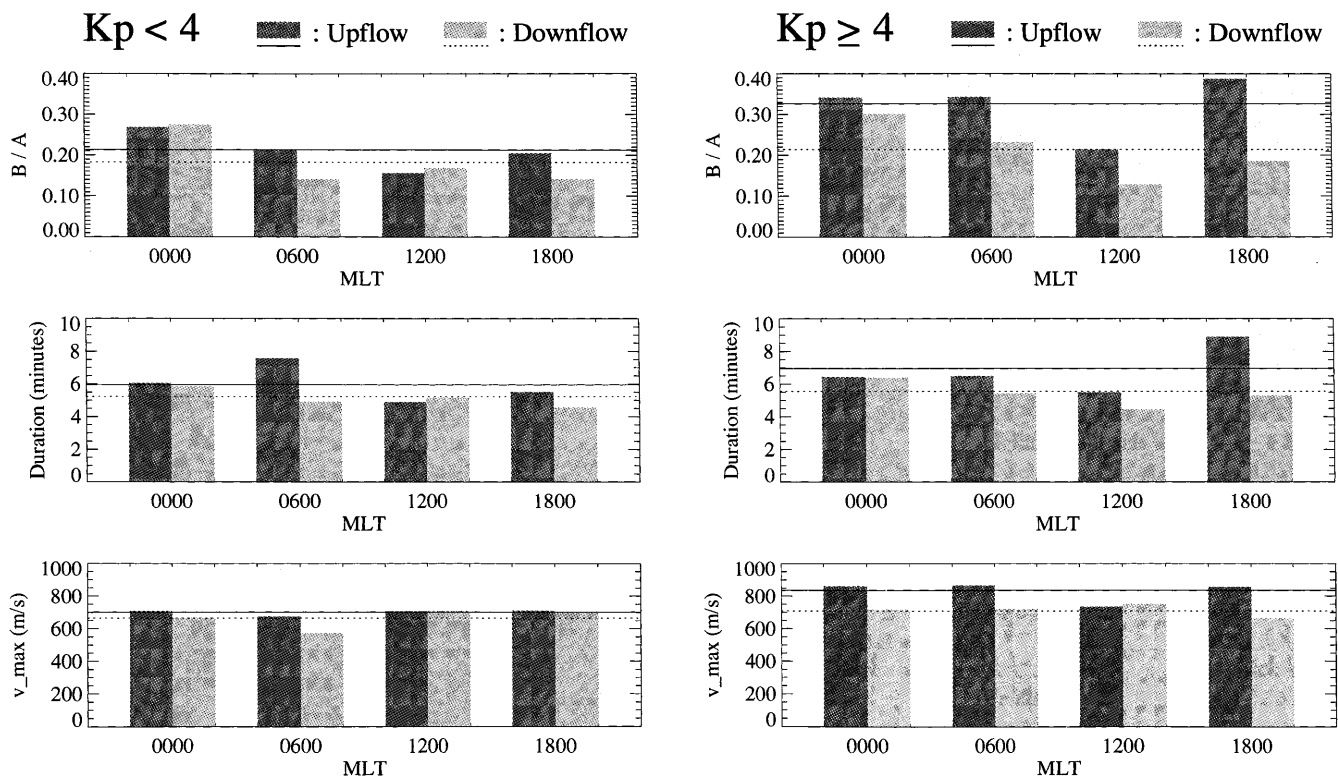 Kp < 4 : Upflow : Downflow
Kp ≥ 4 : Upflow : Downflow
B / A
0.40
0.30
0.20
0.10
0.00
0000 0600 1200 1800
MLT
B / A
0.40
0.30
0.20
0.10
0.00
0000 0600 1200 1800
MLT
Duration (minutes)
10
8
6
4
2
0
0000 0600 1200 1800
MLT
Duration (minutes)
10
8
6
4
2
0
0000 0600 1200 1800
MLT
v_max (m/s)
1000
800
600
400
200
0
0000 0600 1200 1800
MLT
v_max (m/s)
1000
800
600
400
200
0
0000 0600 1200 1800
MLT